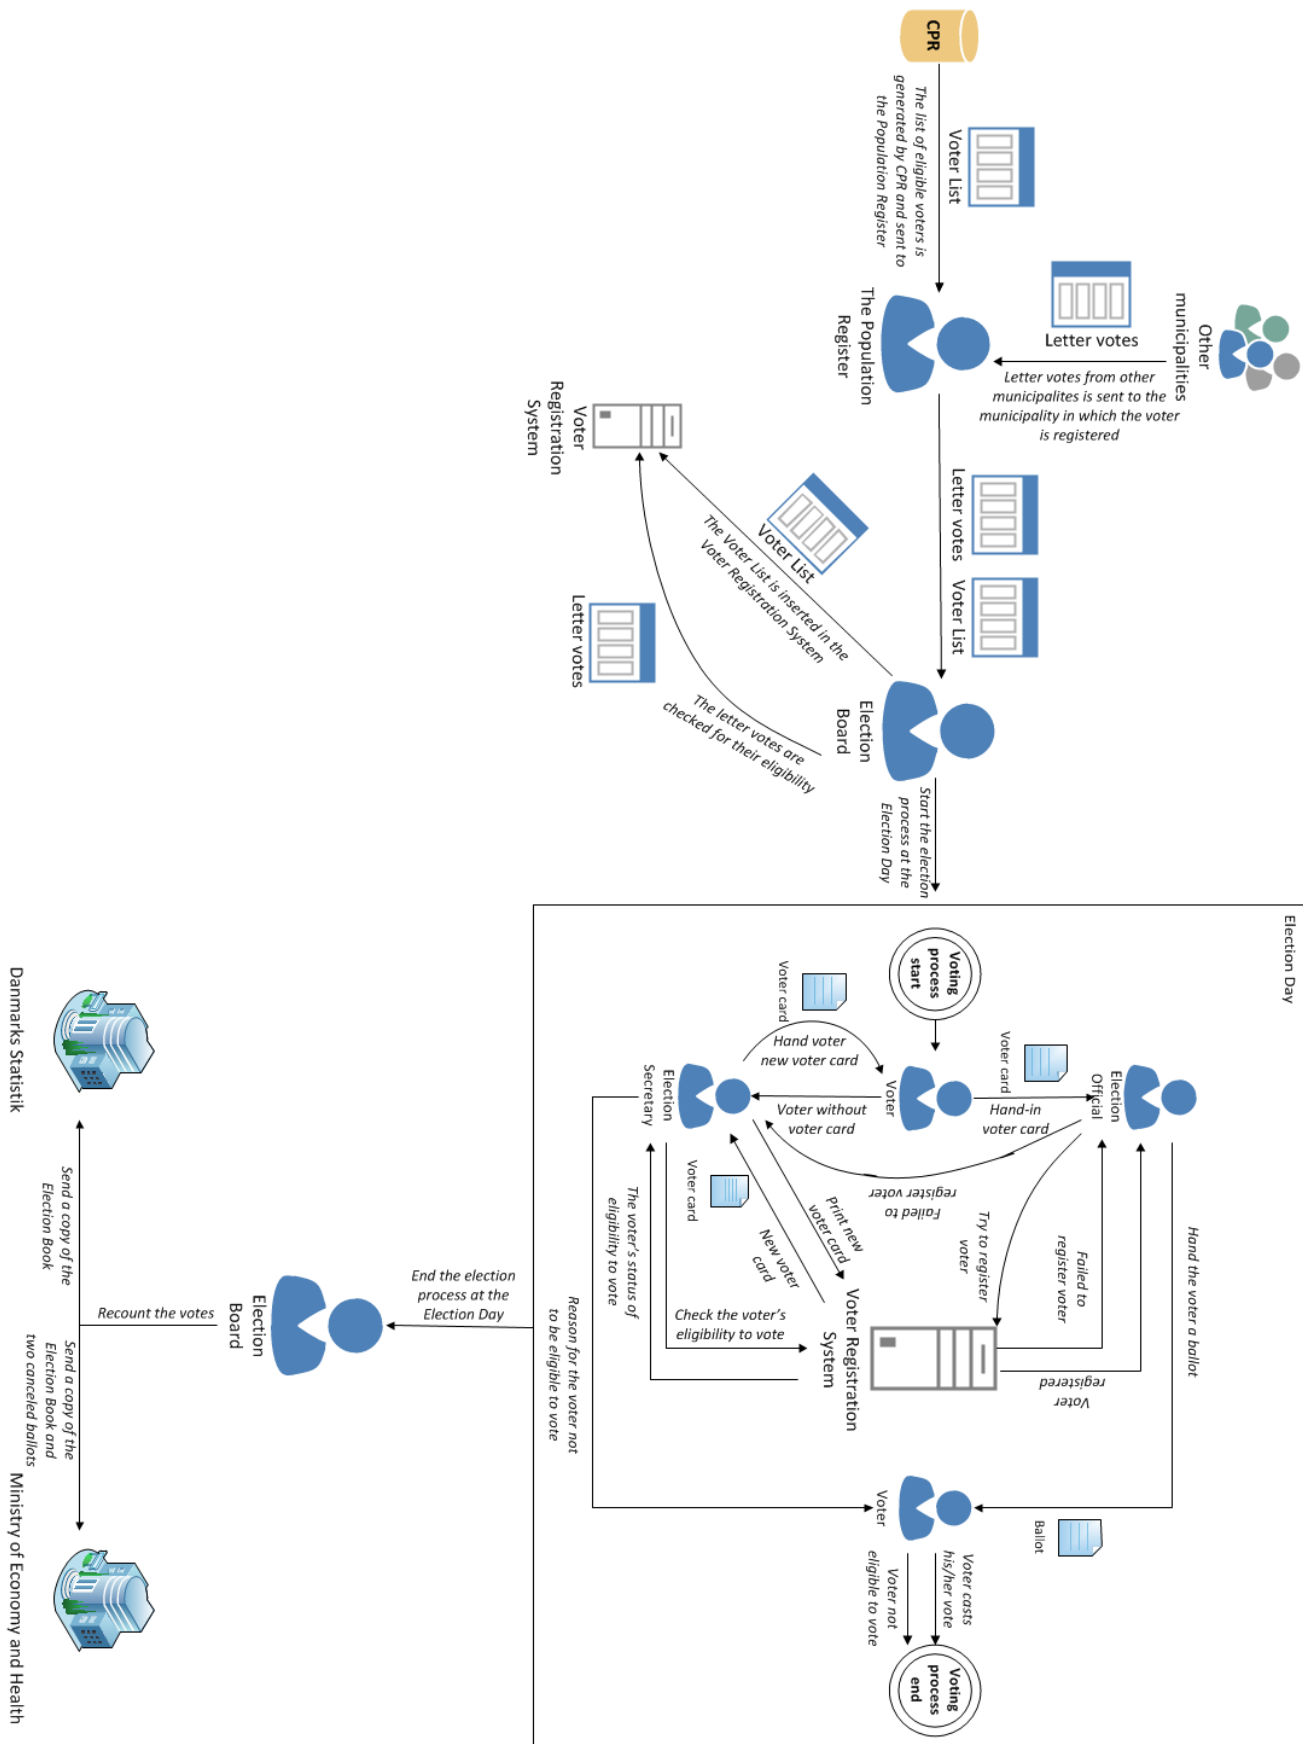 CPR
The list of eligible voters is
generated by CPR and sent to
the Population Register
Voter List
Other
municipalities
Letter votes
Letter votes from other
municipalites is sent to the
municipality in which the voter
is registered
The Population
Register
Letter votes
Voter List
Voter
Registration
System
Voter List
The Voter List is inserted in the
Voter Registration System
Letter votes
The letter votes are
checked for their eligibility
Election
Board
Start the election
process at the
Election Day
Election Day
Voting
process
start
Voter card
Hand voter
new voter card
Voter card
Election
Official
Voter
Hand-in
voter card
Election
Secretary
Voter without
voter card
Voter card
Failed to
register voter
Try to register
voter
Failed to
register voter
Voter
registered
Hand the voter a ballot
Print new
voter card
New voter
card
The voter's status of
eligibility to vote
Check the voter's
eligibility to vote
Voter Registration
System
Reason for the voter not
to be eligible to vote
Voter
Ballot
Voter casts
his/her vote
Voter not
eligible to vote
Voting
process
end
End the election
process at the
Election Day
Election
Board
Recount the votes
Send a copy of the
Election Book
Send a copy of the
Election Book and
two canceled ballots
Danmarks Statistik
Ministry of Economy and Health